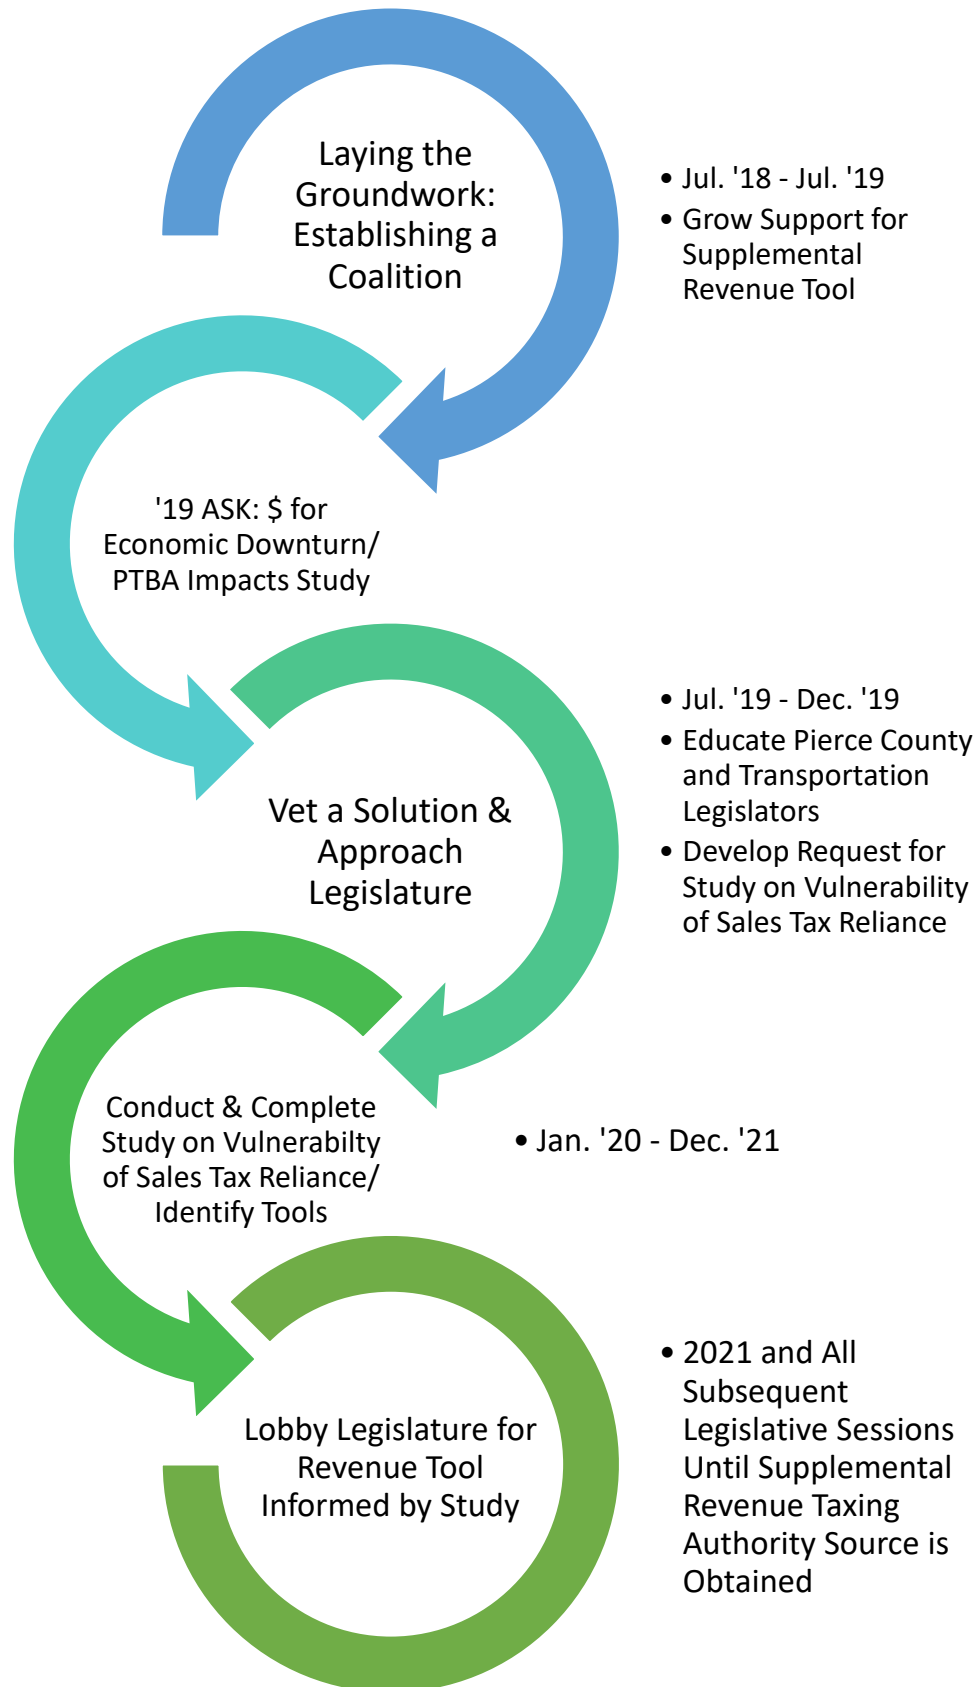 Laying the
Groundwork:
Establishing a
Coalition
• Jul. '18 - Jul. '19
• Grow Support for
Supplemental
Revenue Tool
'19 ASK: $ for
Economic Downturn/
PTBA Impacts Study
Vet a Solution &
Approach
Legislature
• Jul. '19 - Dec. '19
• Educate Pierce County
and Transportation
Legislators
• Develop Request for
Study on Vulnerability
of Sales Tax Reliance
Conduct & Complete
Study on Vulnerabilty
of Sales Tax Reliance/
Identify Tools
• Jan. '20 - Dec. '21
Lobby Legislature for
Revenue Tool
Informed by Study
• 2021 and All
Subsequent
Legislative Sessions
Until Supplemental
Revenue Taxing
Authority Source is
Obtained